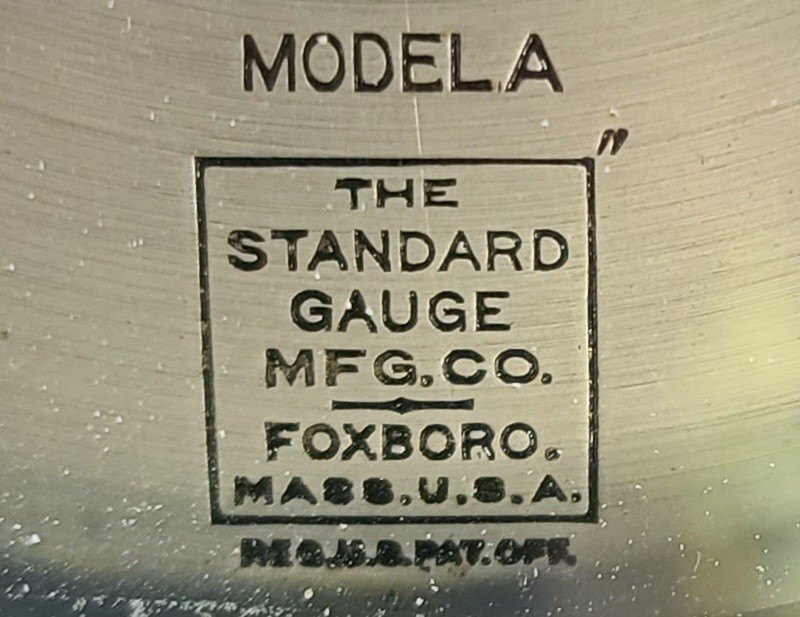 MODEL A
"
THE
STANDARD
GAUGE
MFG. CO.
FOXBORO.
MASS. U.S.A.
REG. U.S. PAT. OFF.